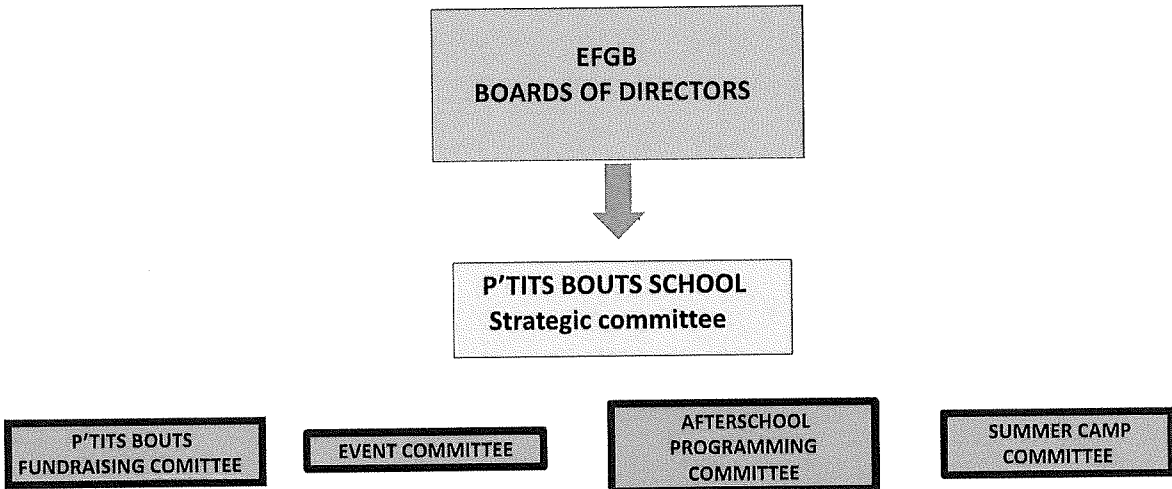 EFGB
BOARDS OF DIRECTORS
P'TITS BOUTS SCHOOL
Strategic committee
P'TITS BOUTS
FUNDRAISING COMITTEE
EVENT COMMITTEE
AFTERSCHOOL
PROGRAMMING
COMMITTEE
SUMMER CAMP
COMMITTEE